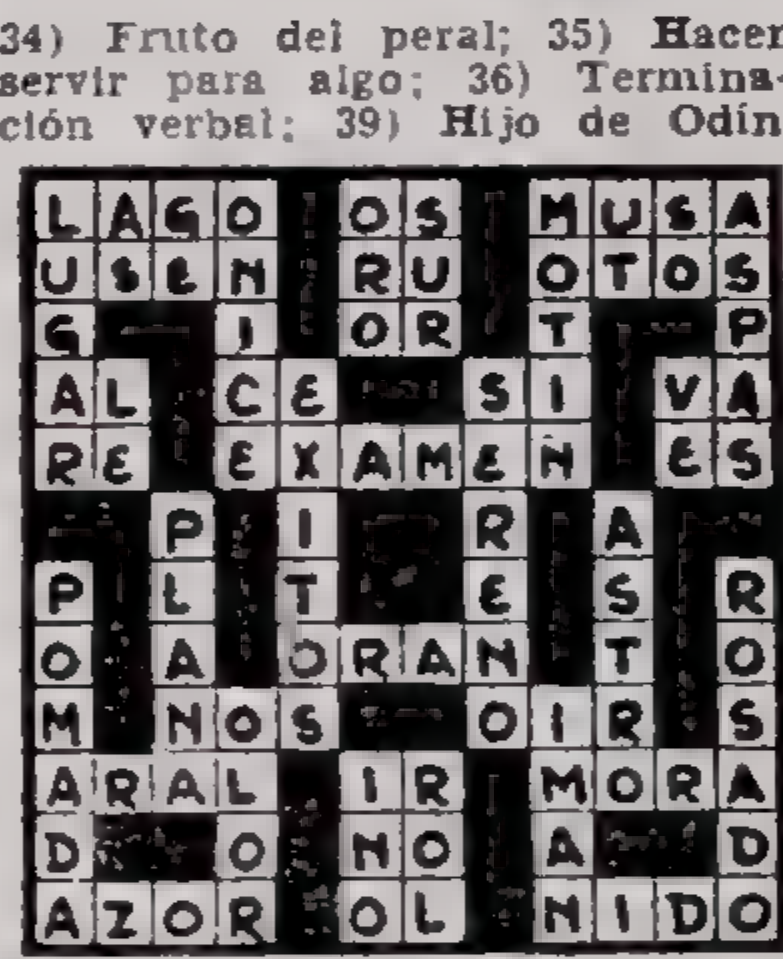 34) Fruto del peral; 35) Hacer
servir para algo; 36) Termina-
ción verbal; 39) Hijo de Odín
LAGO OS MUSA
USEN RU OTOS
G I OR T P
AL CE SI VA
RE EXAMEN ES
P I R A
P L T E S R
O A ORAN T O
M NOS OIR S
ARAL IR MORA
D O NO A D
AZOR OL NIDO